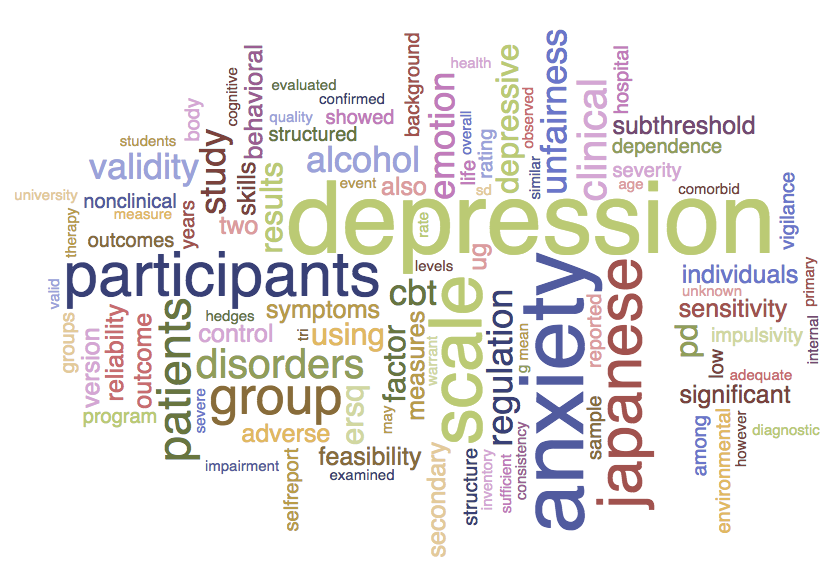 depression
anxiety
participants
scale
japanese
group
patients
disorders
clinical
study
alcohol
validity
unfairness
emotion
regulation
cbt
individuals
significant
sensitivity
subthreshold
depressive
behavioral
results
symptoms
using
factor
measures
feasibility
adverse
ersq
control
reliability
version
outcome
outcomes
nonclinical
skills
structured
showed
two
also
event
background
health
life
overall
rating
sd
observed
similar
hospital
dependence
severity
age
comorbid
vigilance
rate
ug
levels
evaluated
confirmed
quality
cognitive
body
students
university
measure
therapy
years
valid
groups
program
severe
hedges
tri
impairment
selfreport
examined
may
warrant
secondary
structure
inventory
sufficient
consistency
g
mean
reported
sample
unknown
primary
internal
impulsivity
pd
low
adequate
among
environmental
however
diagnostic